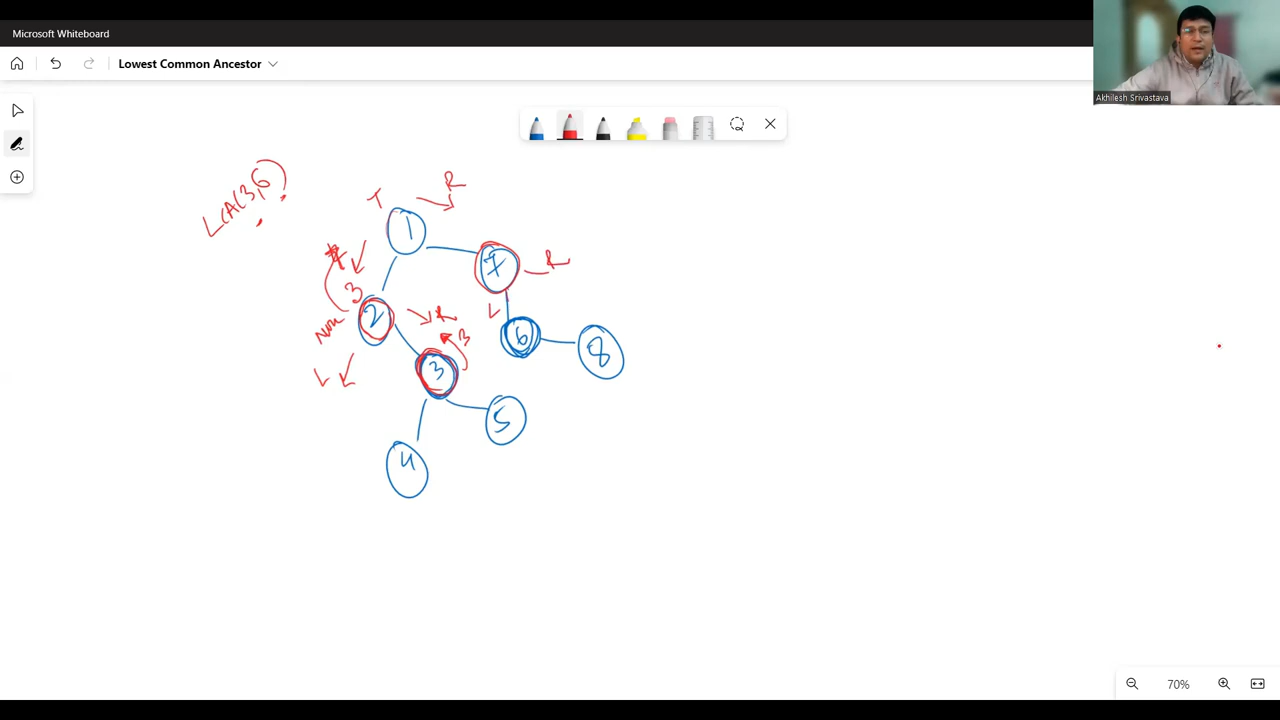 Microsoft Whiteboard
Akhilesh Srivastava
Lowest Common Ancestor
LCA(3,6)
T
R
1
3
7
R
2
R
L
L
3
3
6
8
5
4
70%